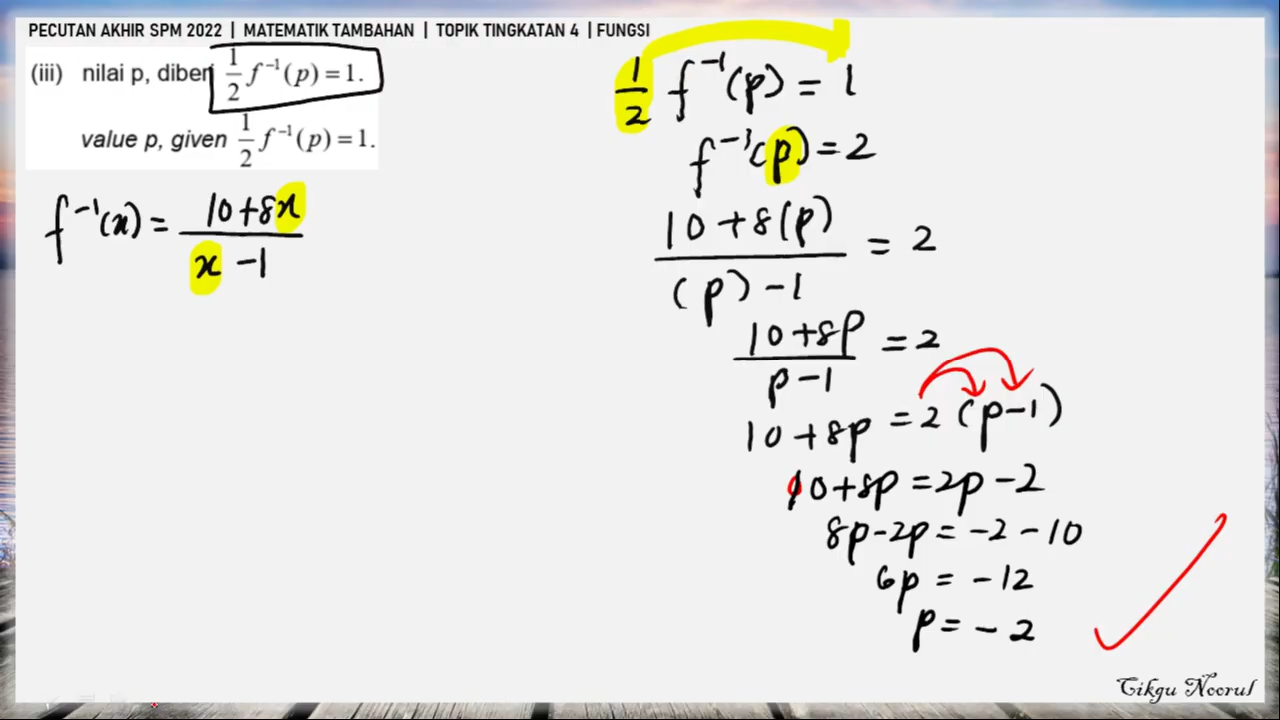 PECUTAN AKHIR SPM 2022 | MATEMATIK TAMBAHAN | TOPIK TINGKATAN 4 | FUNGSI
(iii) nilai p, diberi 1/2 f⁻¹(p) = 1.
value p, given 1/2 f⁻¹(p) = 1.
f⁻¹(x) = (10+8x)/(x−1)
1/2 f⁻¹(p) = 1
f⁻¹(p) = 2
(10+8(p))/((p)−1) = 2
(10+8p)/(p−1) = 2
10+8p = 2(p−1)
10+8p = 2p−2
8p−2p = −2−10
6p = −12
p = −2
Cikgu Noorul